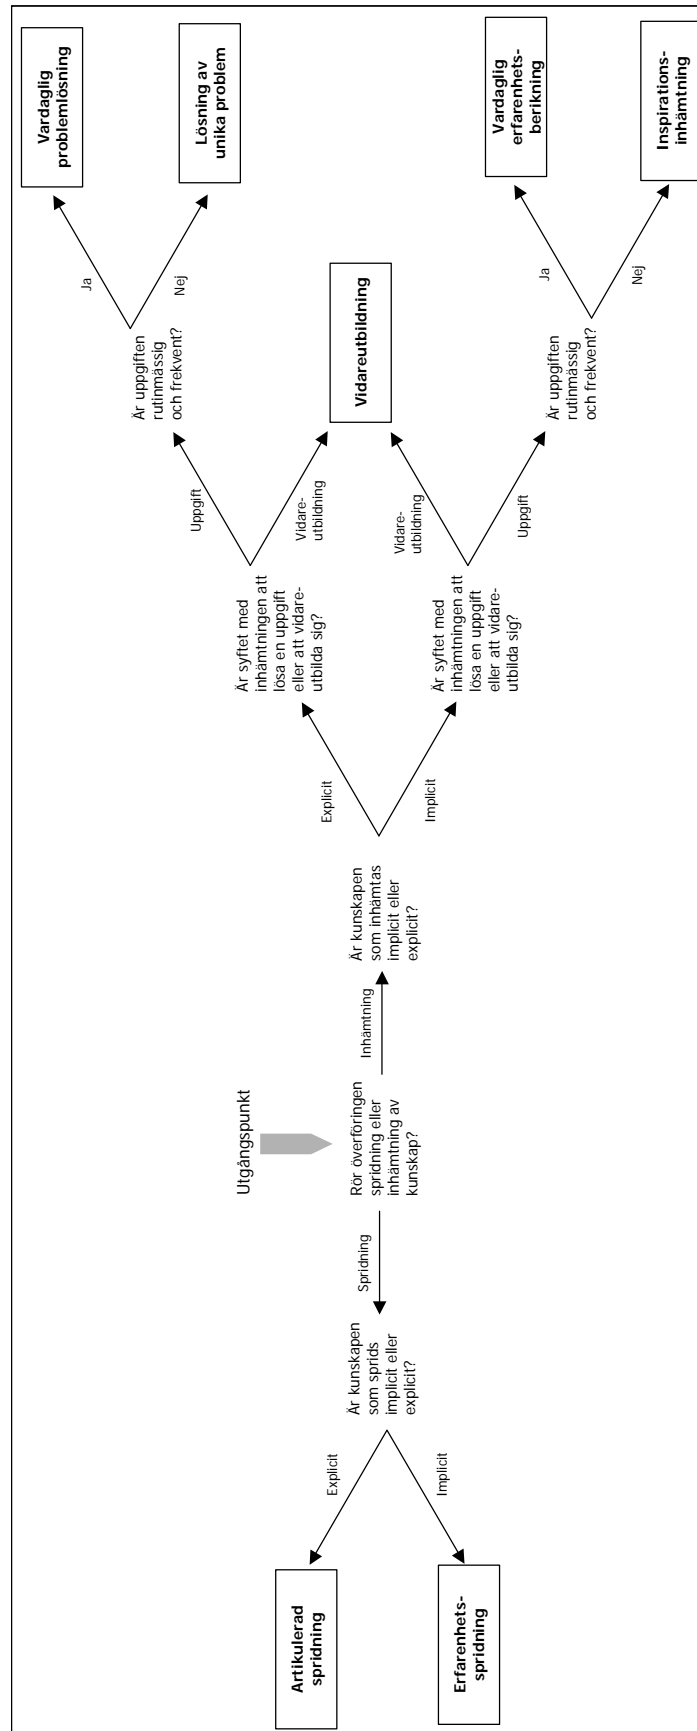 Utgångspunkt
Rör överföringen
spridning eller
inhämtning av
kunskap?
Spridning
Är kunskapen
som sprids
implicit eller
explicit?
Explicit
Artikulerad
spridning
Implicit
Erfarenhets-
spridning
Inhämtning
Är kunskapen
som inhämtas
implicit eller
explicit?
Explicit
Är syftet med
inhämtningen att
lösa en uppgift
eller att vidare-
utbilda sig?
Uppgift
Är uppgiften
rutinmässig
och frekvent?
Ja
Vardaglig
problemlösning
Nej
Lösning av
unika problem
Vidare-
utbildning
Vidareutbildning
Implicit
Är syftet med
inhämtningen att
lösa en uppgift
eller att vidare-
utbilda sig?
Vidare-
utbildning
Uppgift
Är uppgiften
rutinmässig
och frekvent?
Ja
Vardaglig
erfarenhets-
berikning
Nej
Inspirations-
inhämtning